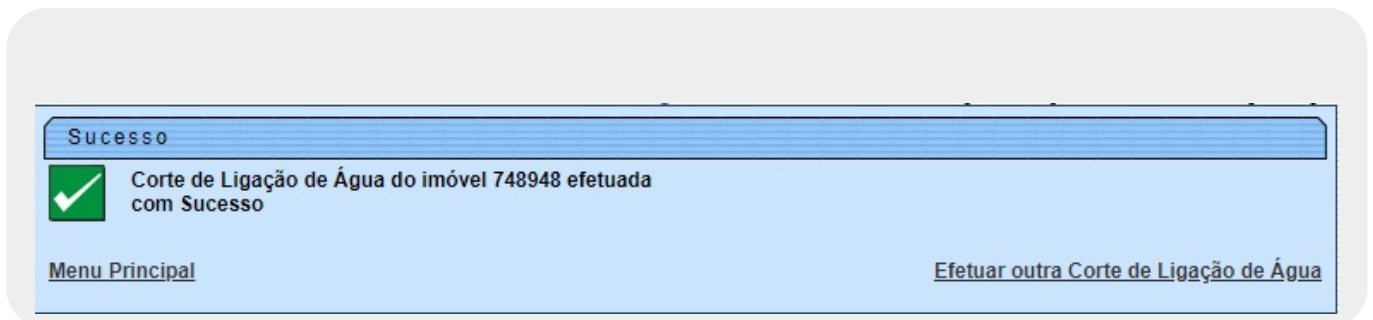 Sucesso
Corte de Ligação de Água do imóvel 748948 efetuada
com Sucesso
Menu Principal
Efetuar outra Corte de Ligação de Água